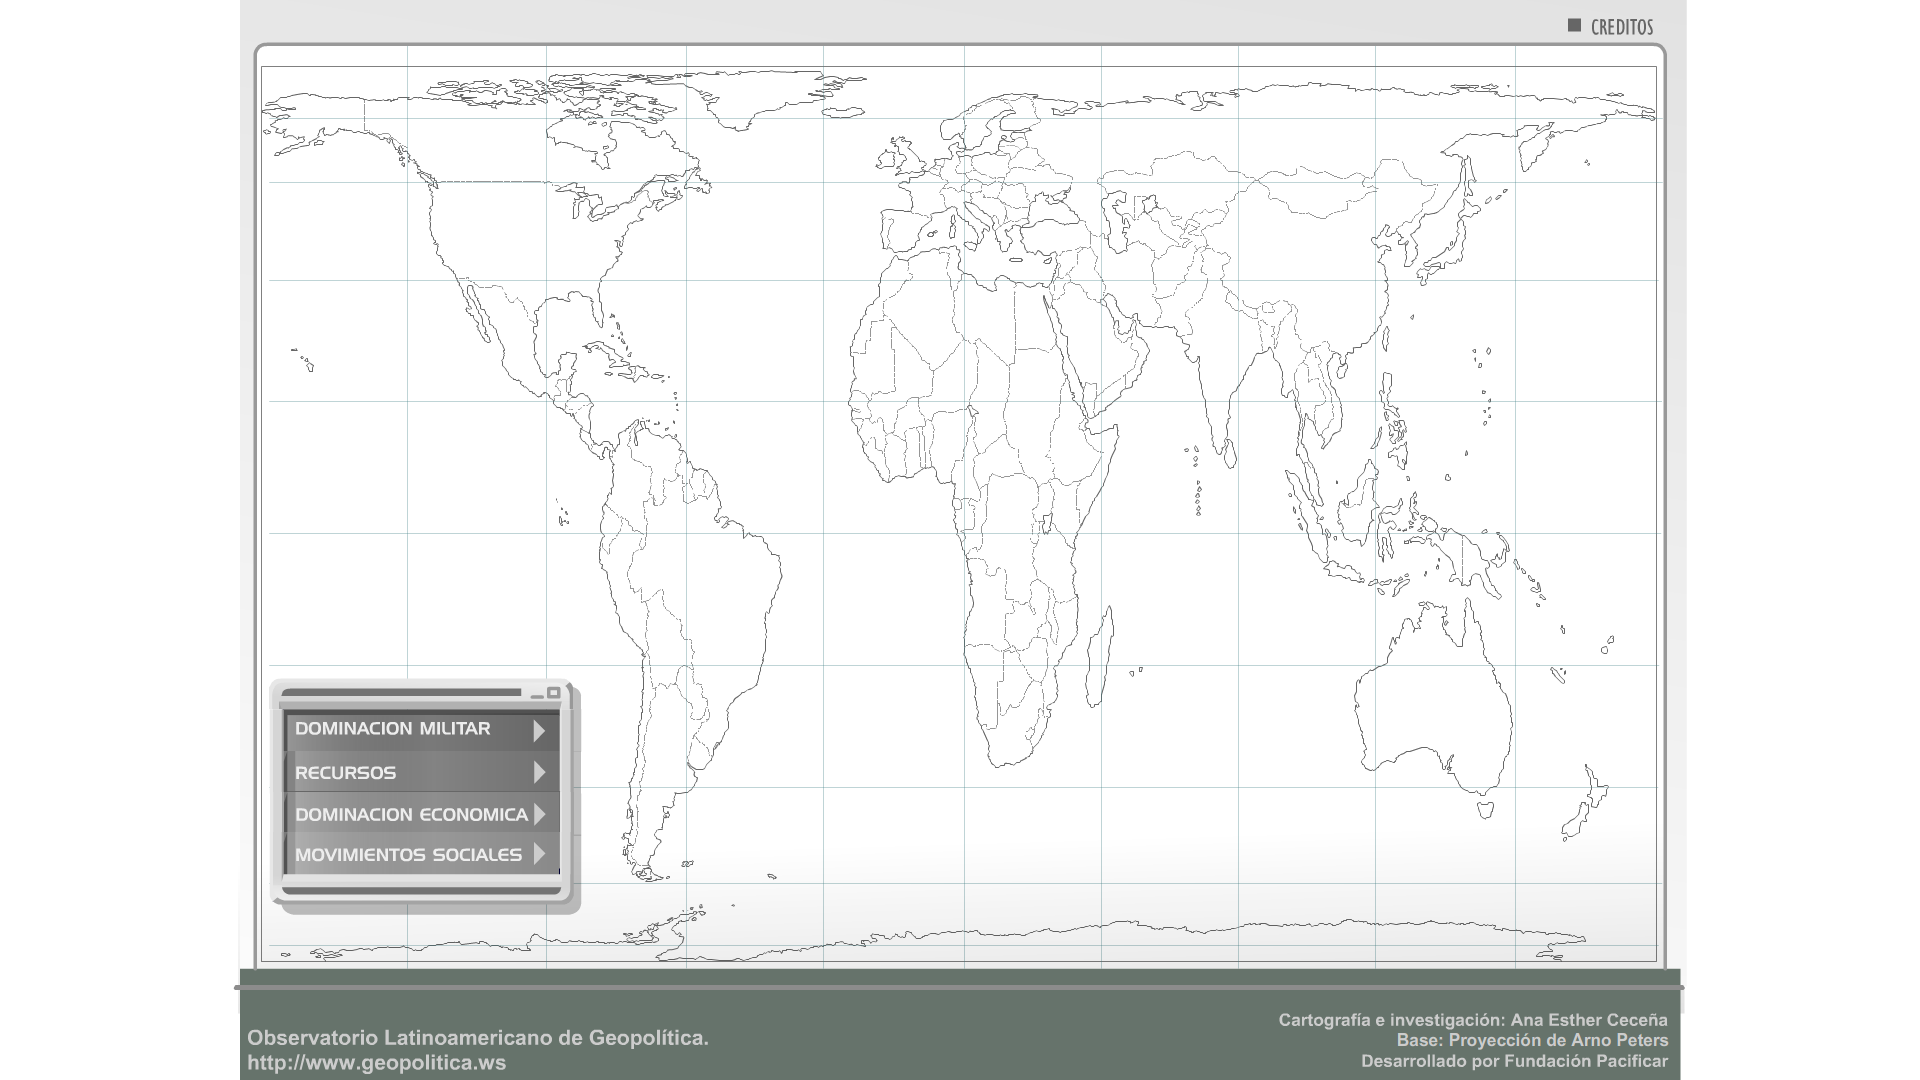 CREDITOS
DOMINACION MILITAR
RECURSOS
DOMINACION ECONOMICA
MOVIMIENTOS SOCIALES
Observatorio Latinoamericano de Geopolítica.
http://www.geopolitica.ws
Cartografía e investigación: Ana Esther Ceceña
Base: Proyección de Arno Peters
Desarrollado por Fundación Pacificar